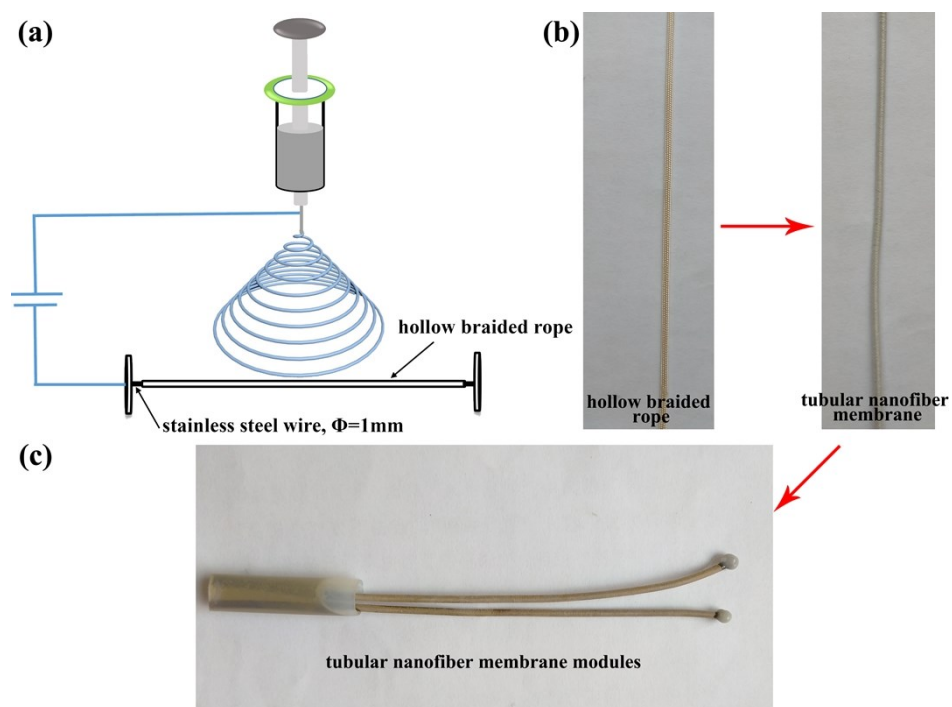 (a)
hollow braided rope
stainless steel wire, Φ=1mm
(b)
hollow braided
rope
tubular nanofiber
membrane
(c)
tubular nanofiber membrane modules